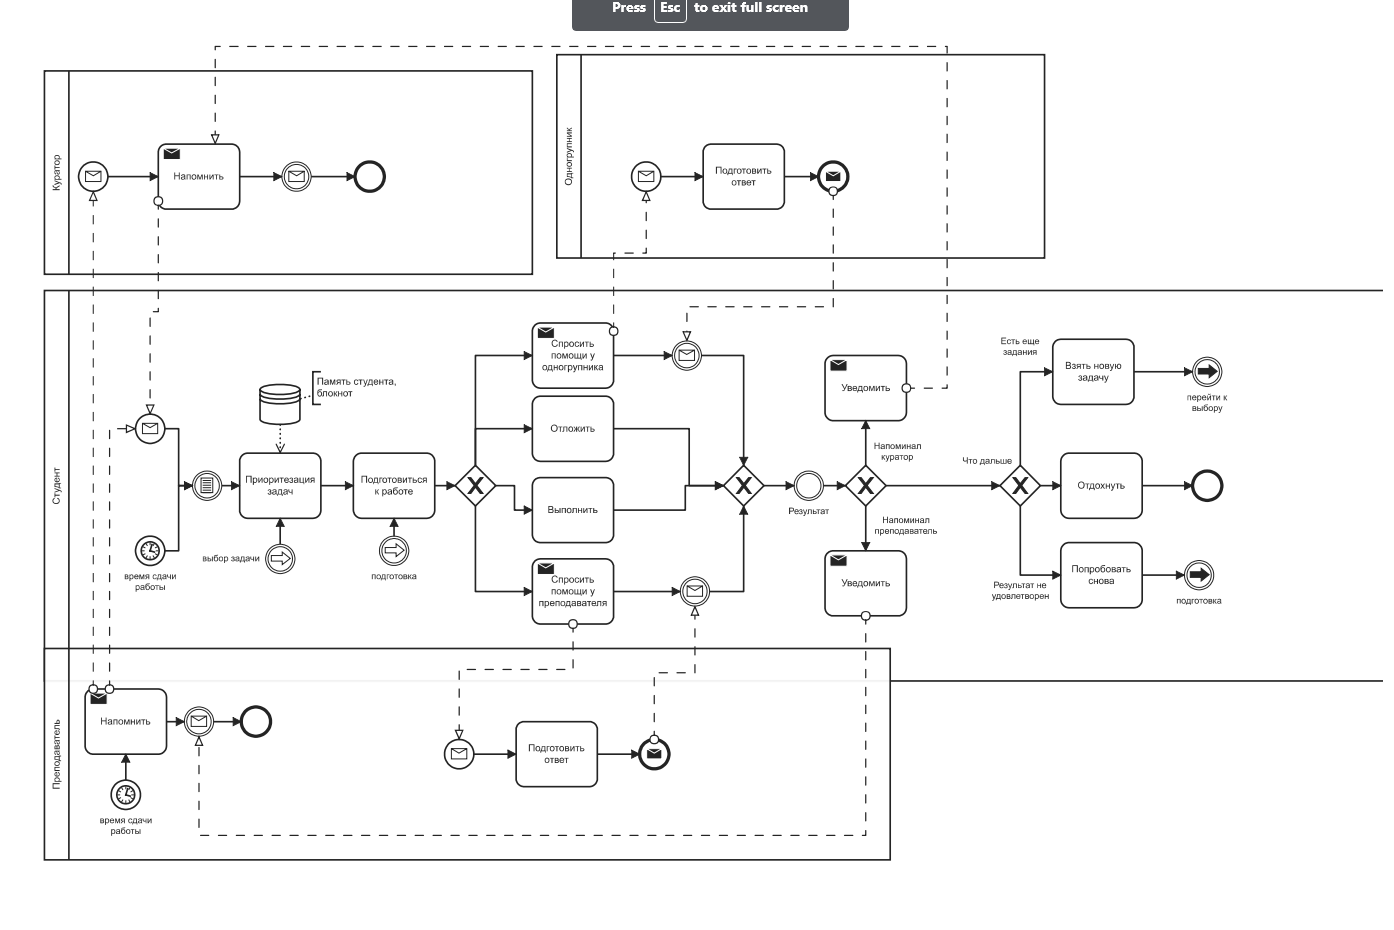 Press Esc to exit full screen
Куратор
Напомнить
Одногрупник
Подготовить
ответ
Студент
Память студента,
блокнот
Приоритезация
задач
Подготовиться
к работе
выбор задачи
подготовка
время сдачи
работы
Спросить
помощи у
одногрупника
Отложить
Выполнить
Спросить
помощи у
преподавателя
Результат
Уведомить
Напоминал
куратор
Напоминал
преподаватель
Уведомить
Что дальше
Есть еще
задания
Взять новую
задачу
перейти к
выбору
Отдохнуть
Результат не
удовлетворен
Попробовать
снова
подготовка
Преподаватель
Напомнить
время сдачи
работы
Подготовить
ответ